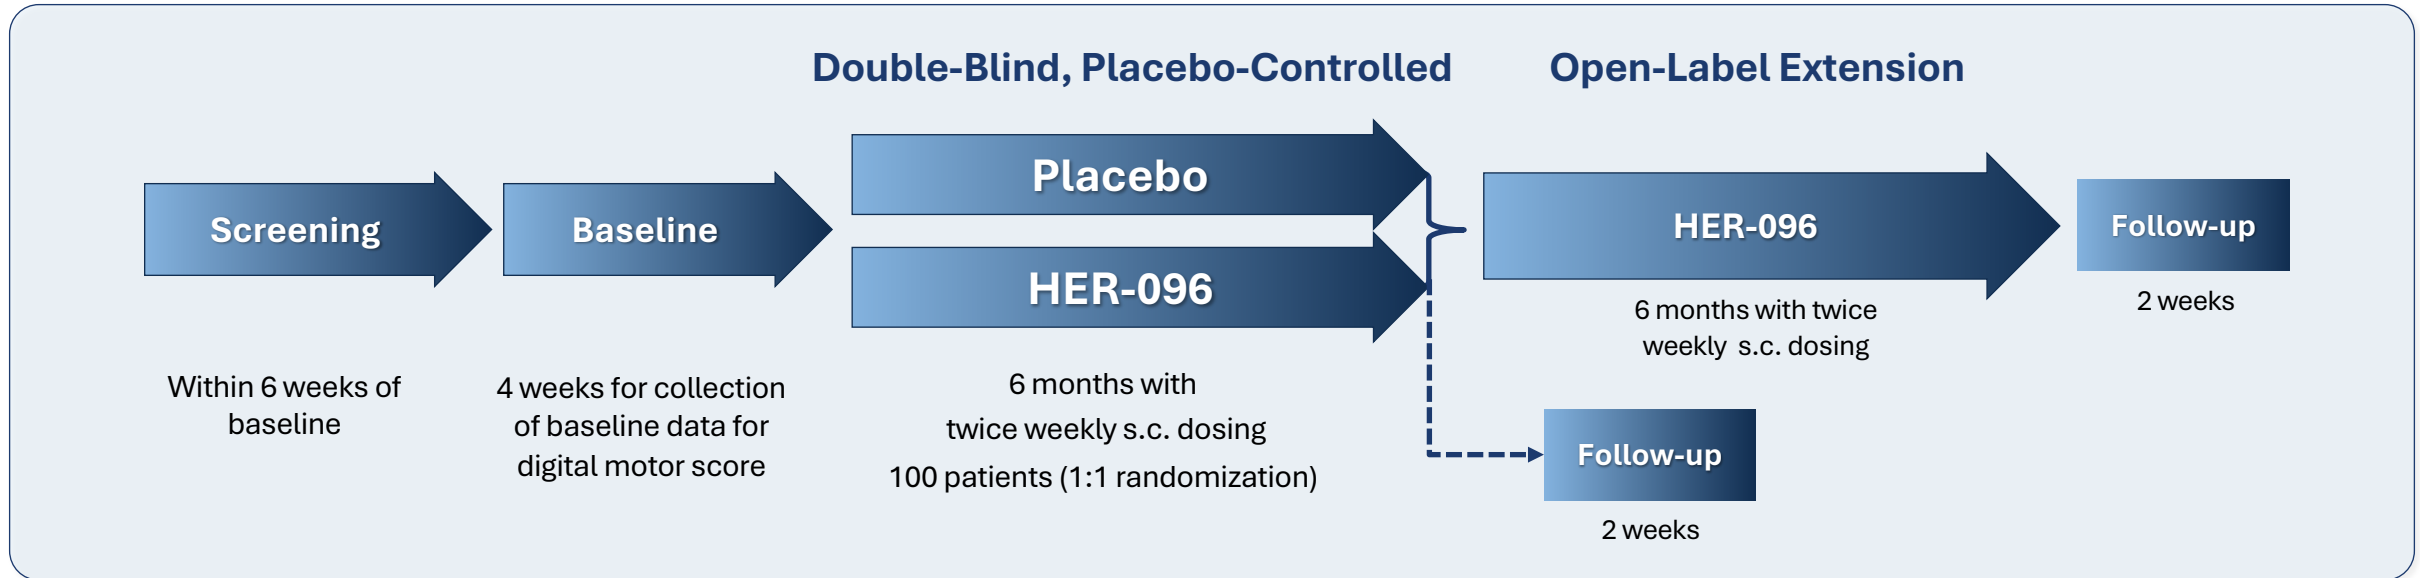 Double-Blind, Placebo-Controlled
Open-Label Extension
Screening
Within 6 weeks of
baseline
Baseline
4 weeks for collection
of baseline data for
digital motor score
Placebo
HER-096
6 months with
twice weekly s.c. dosing
100 patients (1:1 randomization)
HER-096
6 months with twice
weekly s.c. dosing
Follow-up
2 weeks
Follow-up
2 weeks